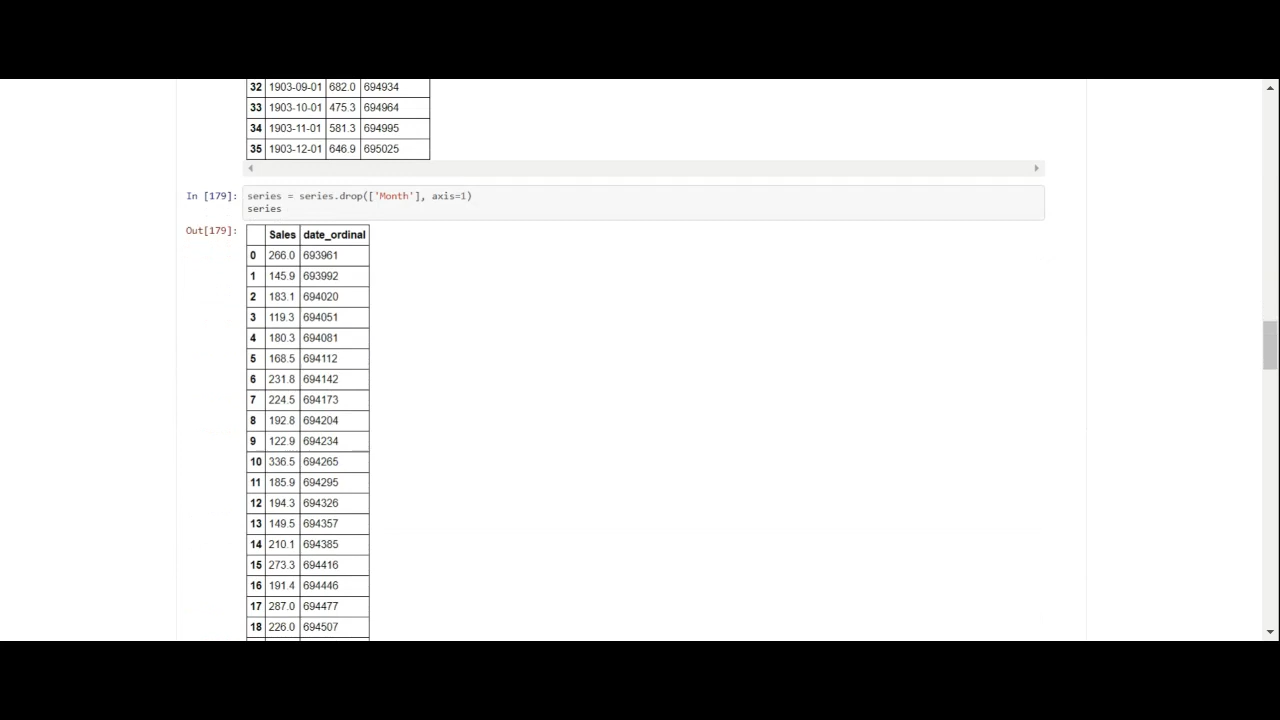 32 1903-09-01 682.0 694934
33 1903-10-01 475.3 694964
34 1903-11-01 581.3 694995
35 1903-12-01 646.9 695025
In [179]: series = series.drop(['Month'], axis=1)
series
Out[179]:
Sales date_ordinal
0 266.0 693961
1 145.9 693992
2 183.1 694020
3 119.3 694051
4 180.3 694081
5 168.5 694112
6 231.8 694142
7 224.5 694173
8 192.8 694204
9 122.9 694234
10 336.5 694265
11 185.9 694295
12 194.3 694326
13 149.5 694357
14 210.1 694385
15 273.3 694416
16 191.4 694446
17 287.0 694477
18 226.0 694507